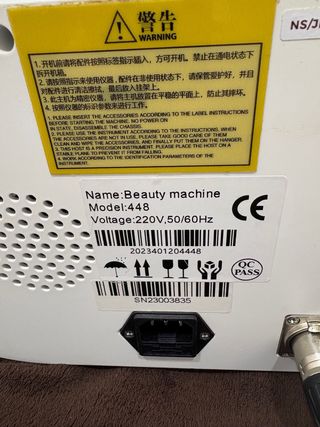 警告
WARNING
NS/J
1.开机前请将配件按照标签指示插入，方可开机。禁止在通电状态下
拆开机箱。
2.请按指示来使用仪器，配件在非使用状态下，请保管爱护好，并且
对配件进行清洁擦拭，最后放入挂架上。
3.此主机为精密仪器，请将主机放置在平稳的平面上，防止其摔坏。
4.按照仪器的标识参数来进行工作。
1. PLEASE INSERT THE ACCESSORIES ACCORDING TO THE LABEL INSTRUCTIONS
BEFORE STARTING THE MACHINE. NO POWER ON
IN STATE, DISASSEMBLE THE CHASSIS.
2. PLEASE USE THE INSTRUMENT ACCORDING TO THE INSTRUCTIONS. WHEN THE
ACCESSORIES ARE NOT IN USE, PLEASE TAKE GOOD CARE OF THEM,
CLEAN AND WIPE THE ACCESSORIES, AND FINALLY PUT THEM ON THE HANGER.
3. THIS HOST IS A PRECISION INSTRUMENT. PLEASE PLACE THE HOST ON A
STABLE PLANE TO PREVENT IT FROM FALLING.
4. WORK ACCORDING TO THE IDENTIFICATION PARAMETERS OF THE
INSTRUMENT.
Name:Beauty machine
Model:448
Voltage:220V,50/60Hz
CE
2023401204448
QC
PASS
SN23003835